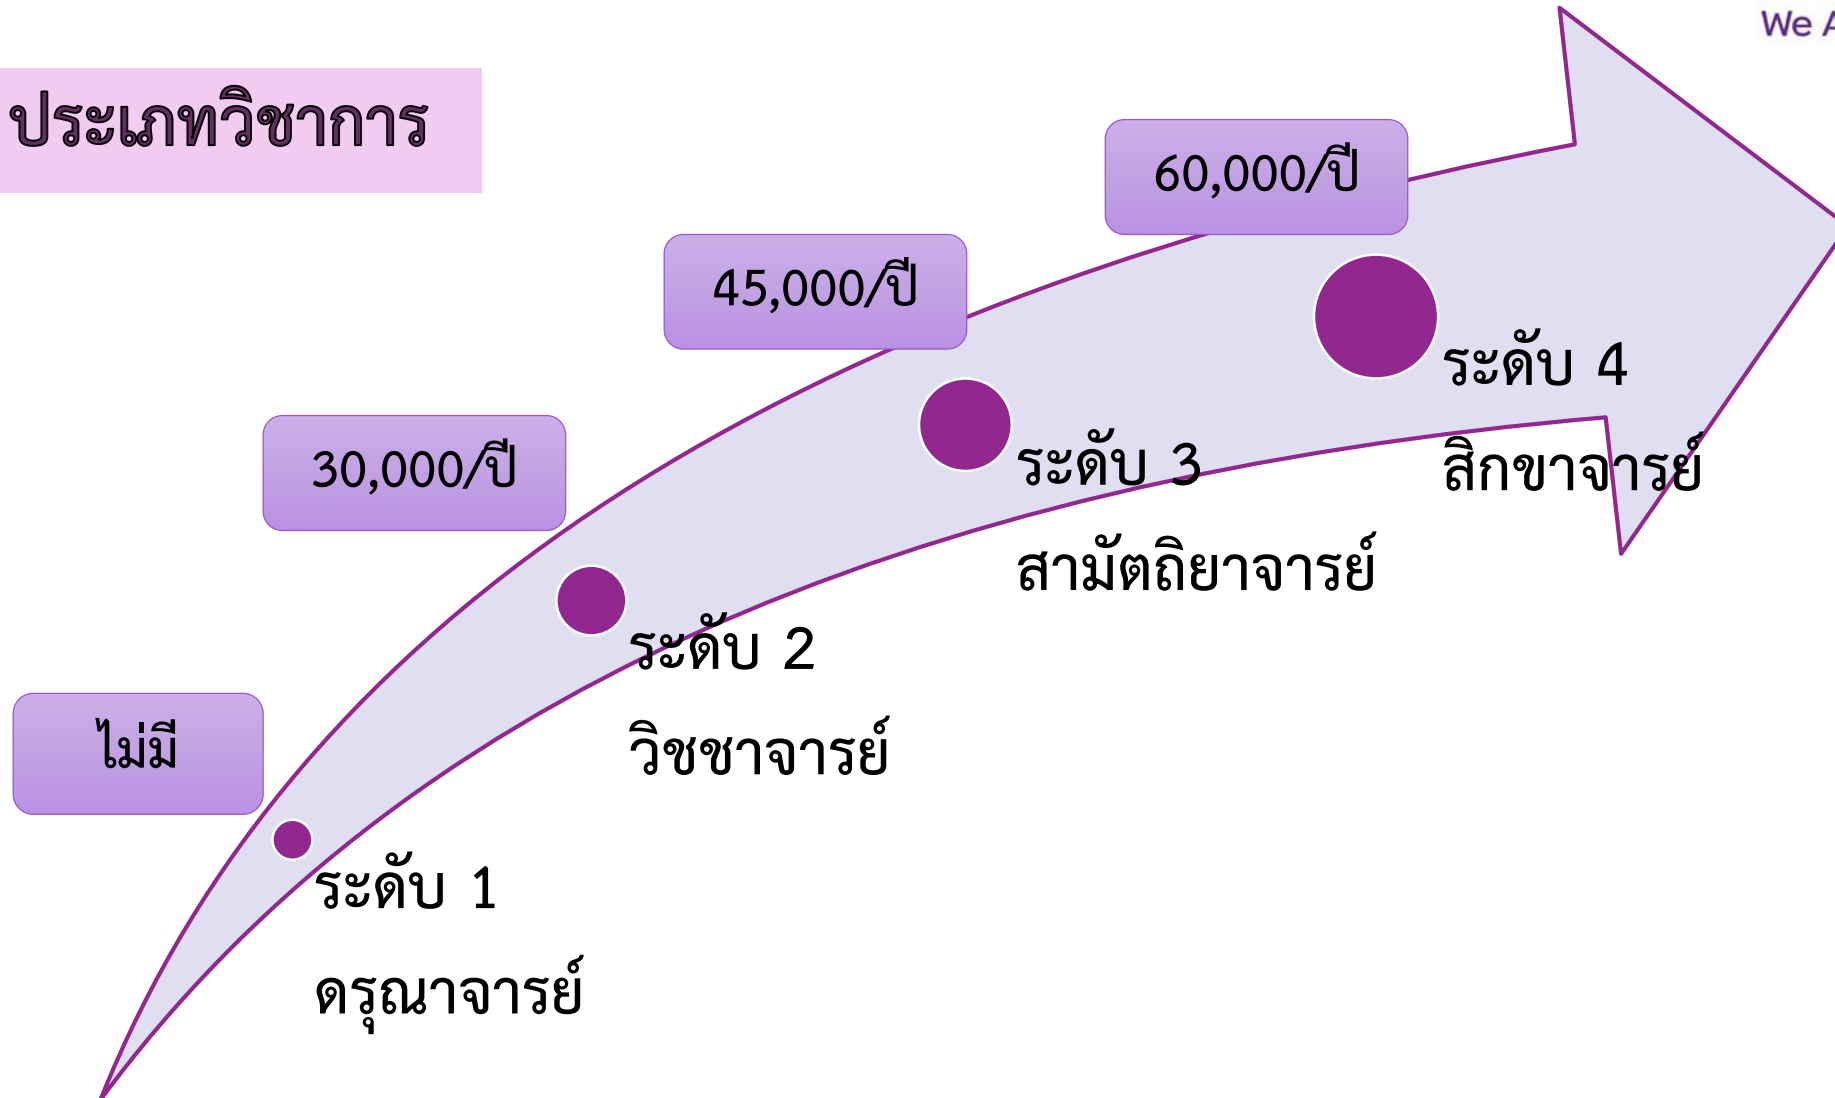 We A
ประเภทวิชาการ
60,000/ปี
45,000/ปี
30,000/ปี
ไม่มี
ระดับ 4
สิกขาจารย์
ระดับ 3
สามัตถิยาจารย์
ระดับ 2
วิชชาจารย์
ระดับ 1
ดรุณาจารย์